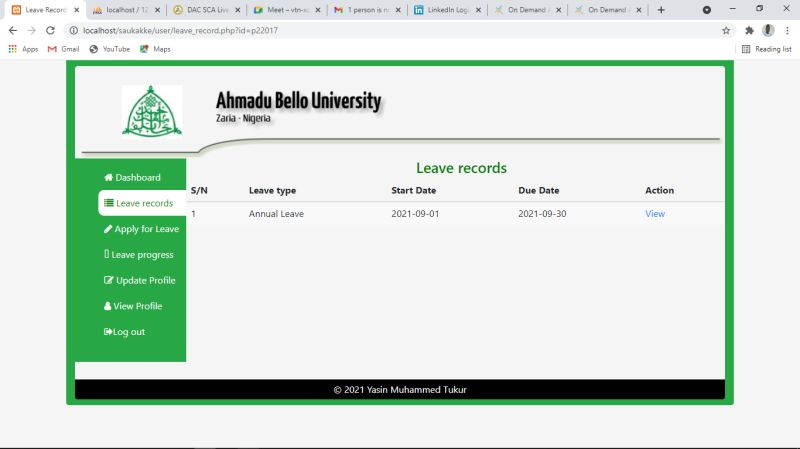 Leave Record
localhost / 12
DAC SCA Live
Meet – vtn-so
1 person is no
LinkedIn Logi
On Demand A
On Demand A
localhost/saukakke/user/leave_record.php?id=p22017
Apps
Gmail
YouTube
Maps
Reading list
Ahmadu Bello University
Zaria - Nigeria
Dashboard
Leave records
Apply for Leave
Leave progress
Update Profile
View Profile
Log out
Leave records
S/N Leave type Start Date Due Date Action
1 Annual Leave 2021-09-01 2021-09-30 View
© 2021 Yasin Muhammed Tukur